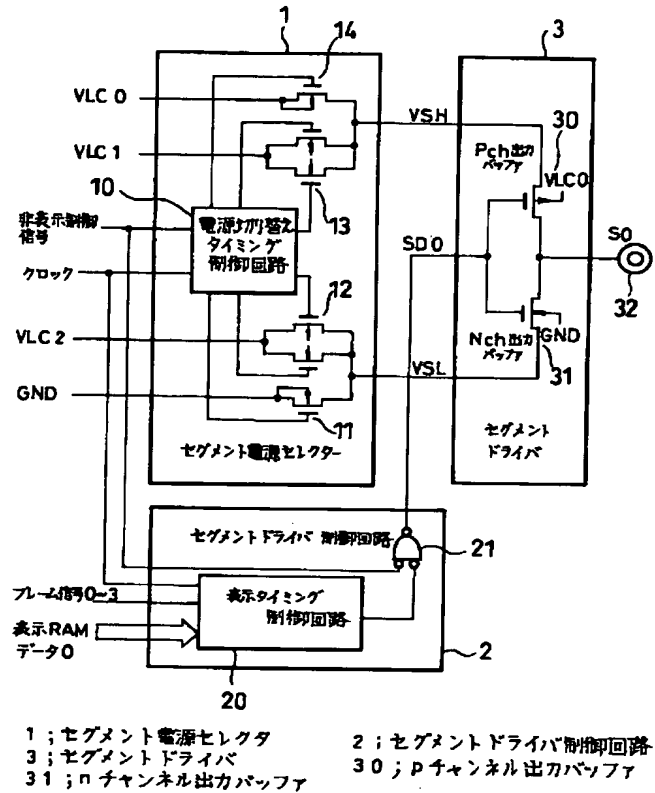 1
14
3
VLC 0
VSH
30
VLC 1
Pch出力
バッファ
VLC0
10
非表示制御
信号
電源切り替え
タイミング
制御回路
13
SD0
S0
クロック
12
32
VLC 2
Nch出力
バッファ
GND
GND
VSL
31
11
セグメント電源セレクター
セグメント
ドライバ
セグメントドライバ制御回路
21
フレーム信号0~3
表示タイミング
制御回路
表示RAM
データ0
2
20
1 ; セグメント電源セレクタ
2 ; セグメントドライバ制御回路
3 ; セグメントドライバ
30 ; pチャンネル出力バッファ
31 ; nチャンネル出力バッファ